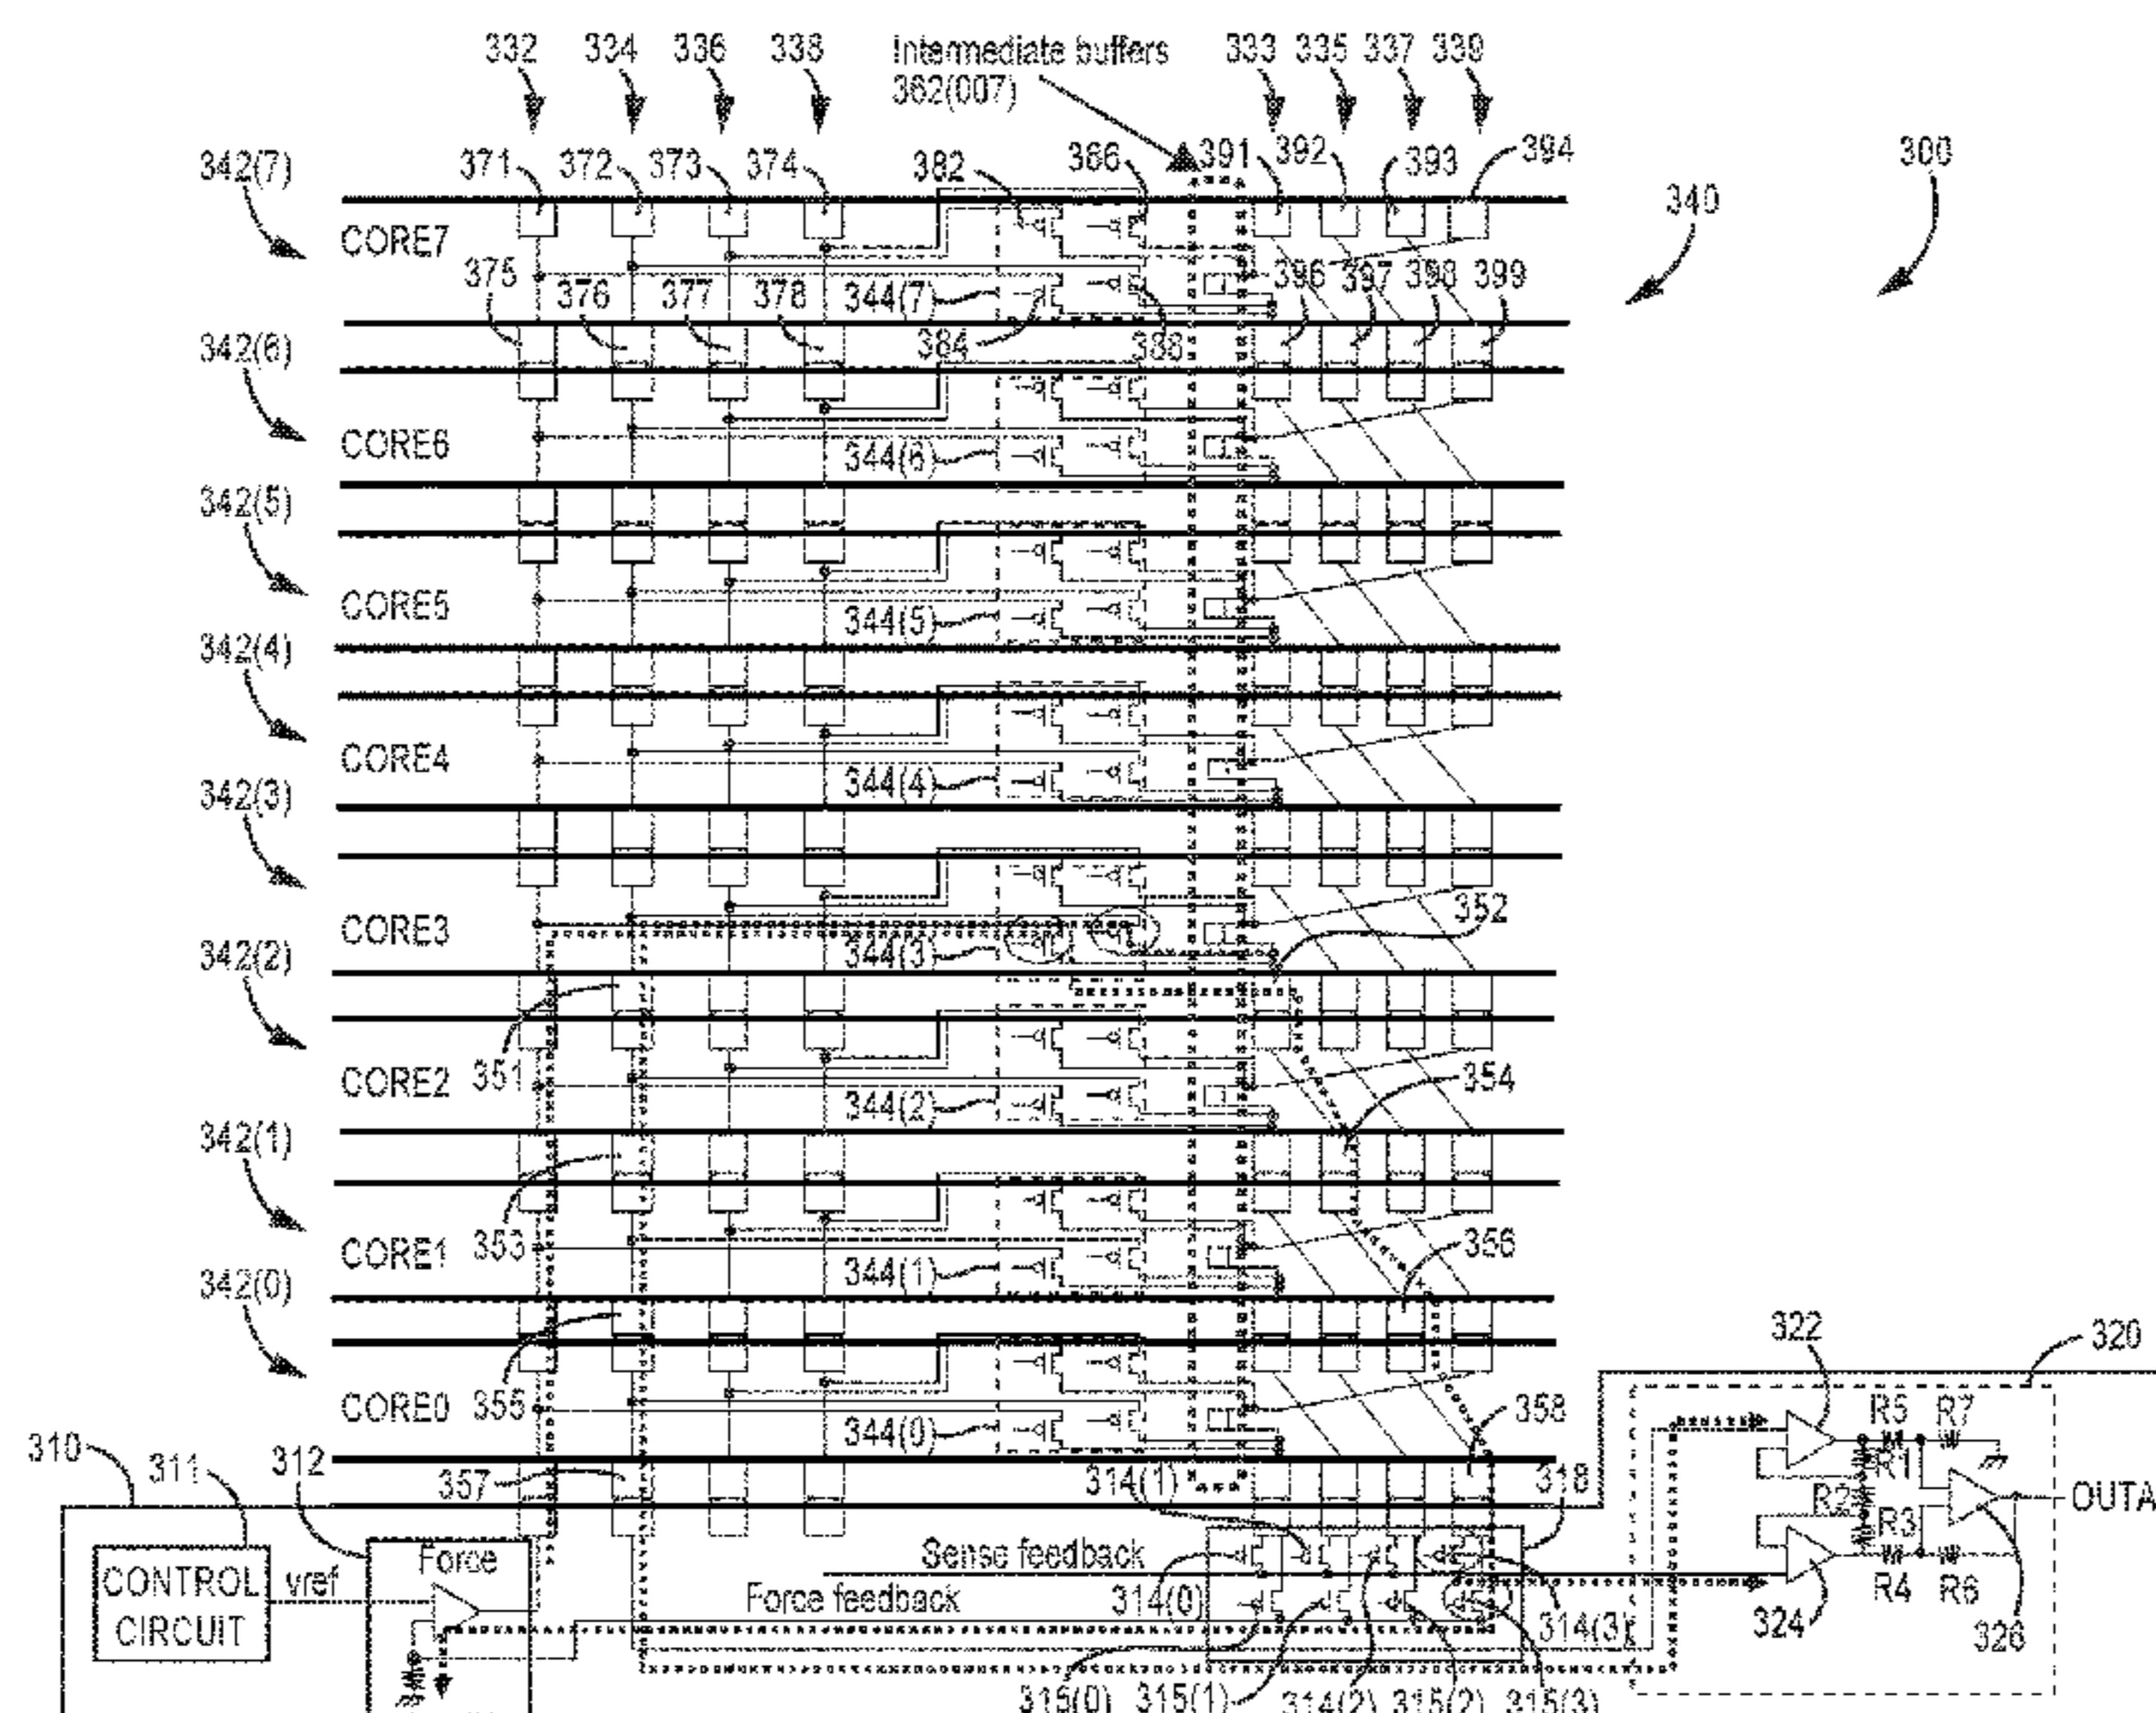 332 334 336 338 Intermediate buffers 333 335 337 339
362(007)
342(7) 371 372 373 374 382 366 391 392 393 394 300
340
CORE7
375 376 377 378 344(7) 396 397 398 399
342(6) 384 388
CORE6 344(6)
342(5)
CORE5 344(5)
342(4)
CORE4 344(4)
342(3)
352
CORE3 344(3)
342(2)
351 354
CORE2 344(2)
342(1)
CORE1 353 344(1) 356
342(0) 322 320
CORE0 355 344(0) 358 R5 R7
310 311 312 357 314(1) 318 R1
R2 OUTA
Force Sense feedback R3
CONTROL vref
CIRCUIT Force feedback 314(0) 314(3) 324 R4 R6 326
315(0) 315(1) 314(2) 315(2) 315(3)